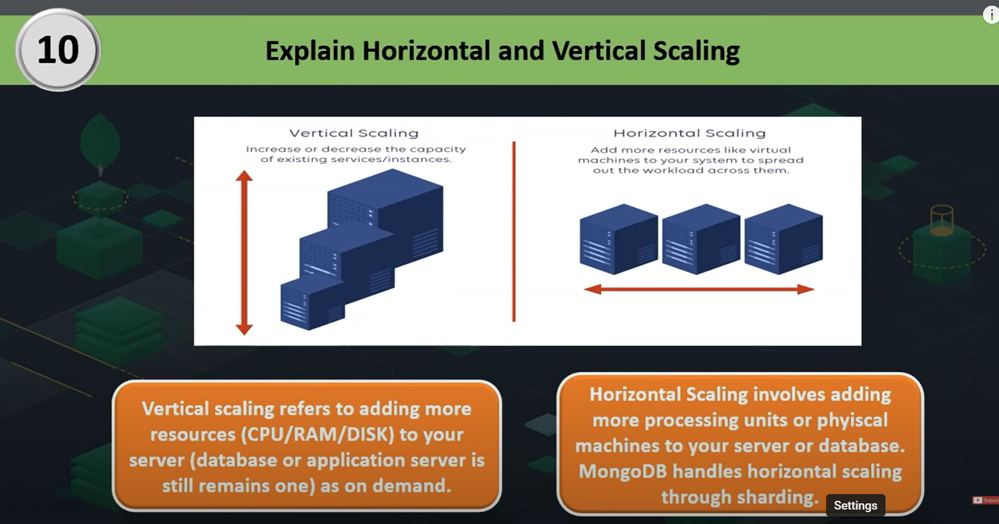 10
Explain Horizontal and Vertical Scaling
i
Vertical Scaling
Increase or decrease the capacity
of existing services/instances.
Horizontal Scaling
Add more resources like virtual
machines to your system to spread
out the workload across them.
Vertical scaling refers to adding more
resources (CPU/RAM/DISK) to your
server (database or application server is
still remains one) as on demand.
Horizontal Scaling involves adding
more processing units or phyiscal
machines to your server or database.
MongoDB handles horizontal scaling
through sharding.
Settings
Subscr